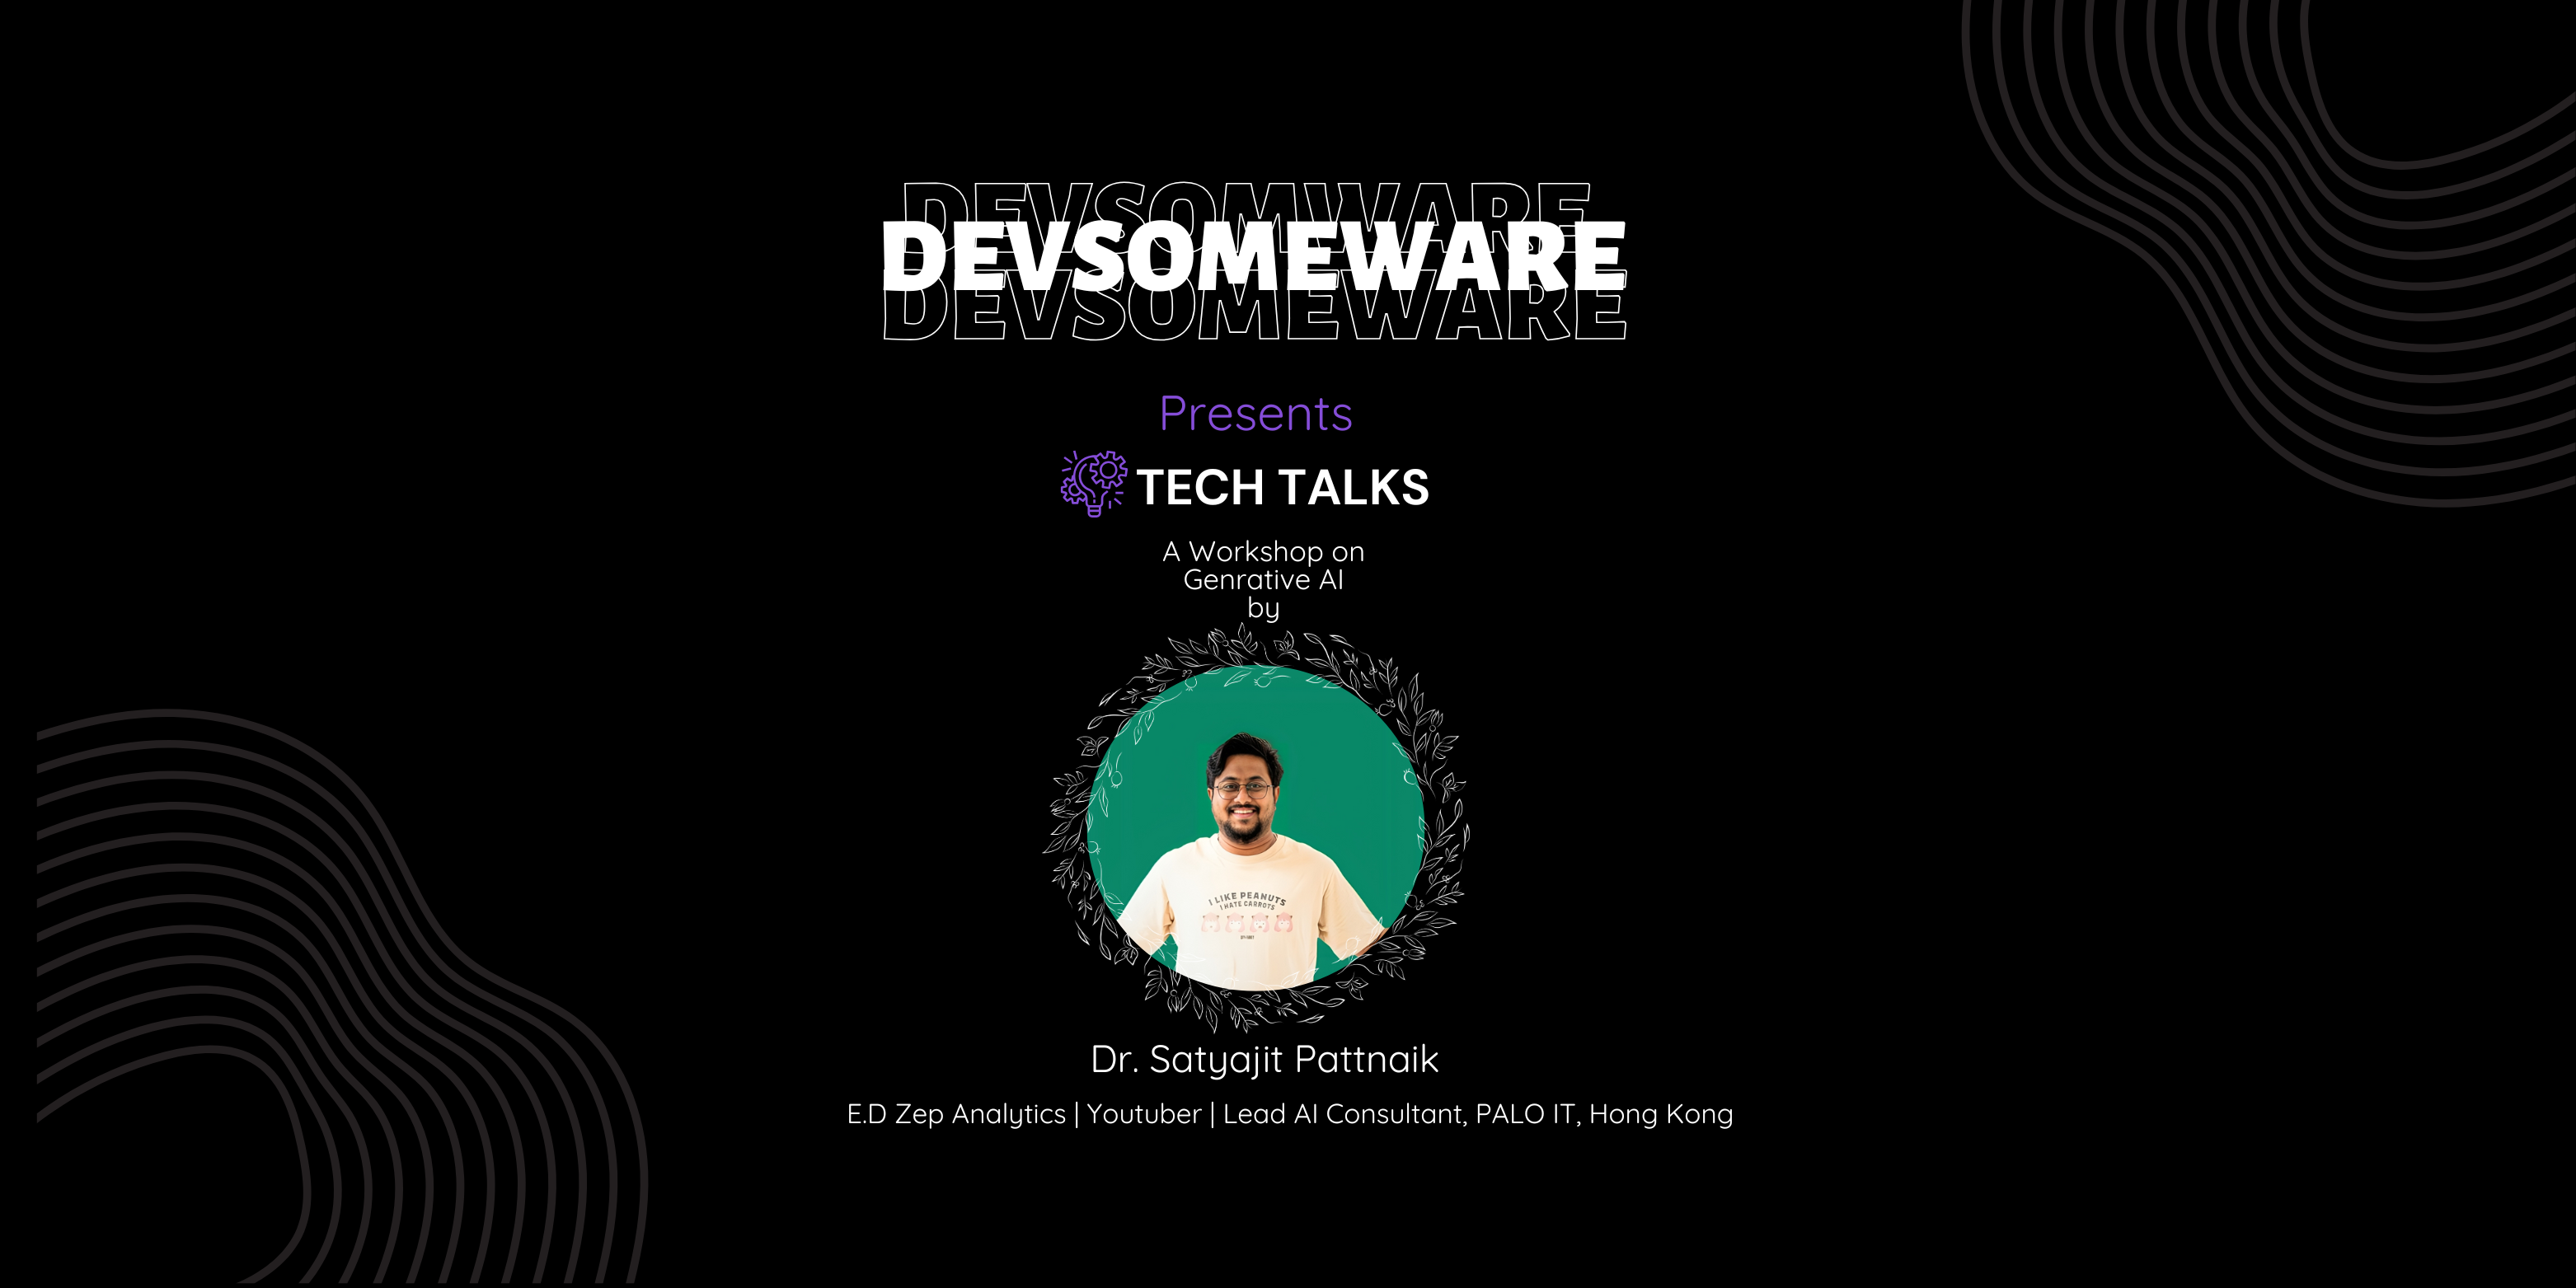 DEVSOMWARE
DEVSOMEWARE
DEVSOMEWARE
Presents
TECH TALKS
A Workshop on
Genrative AI
by
I LIKE PEANUTS
I HATE CARROTS
Dr. Satyajit Pattnaik
E.D Zep Analytics | Youtuber | Lead AI Consultant, PALO IT, Hong Kong